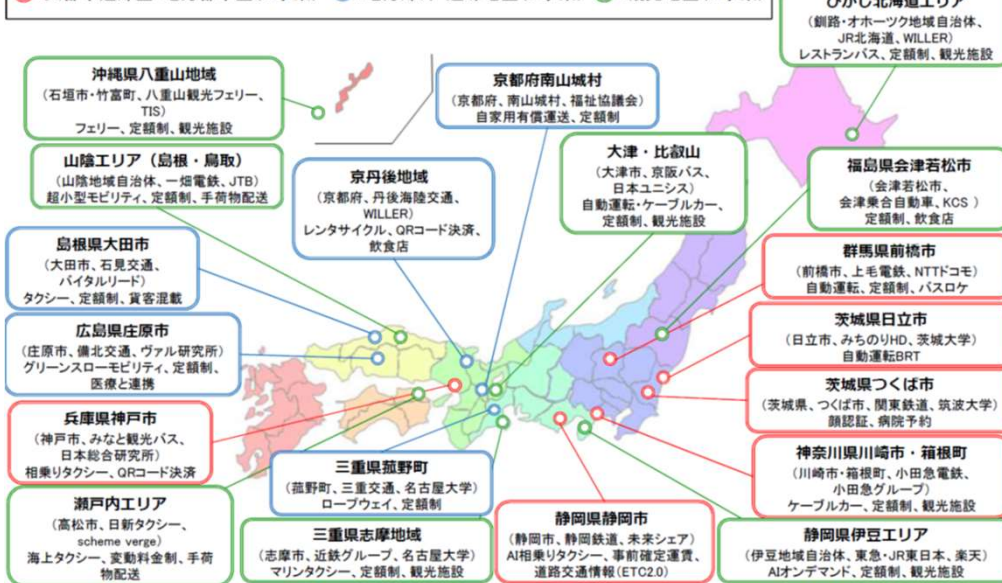 ひがし北海道エリア
(釧路・オホーツク地域自治体、
JR北海道、WILLER)
レストランバス、定額制、観光施設
沖縄県八重山地域
(石垣市・竹富町、八重山観光フェリー、
TIS)
フェリー、定額制、観光施設
京都府南山城村
(京都府、南山城村、福祉協議会)
自家用有償運送、定額制
山陰エリア(島根・鳥取)
(山陰地域自治体、一畑電鉄、JTB)
超小型モビリティ、定額制、手荷物配送
京丹後地域
(京都府、丹後海陸交通、
WILLER)
レンタサイクル、QRコード決済、
飲食店
大津・比叡山
(大津市、京阪バス、
日本ユニシス)
自動運転・ケーブルカー、
定額制、観光施設
福島県会津若松市
(会津若松市、
会津乗合自動車、KCS )
定額制、飲食店
島根県大田市
(大田市、石見交通、
バイタルリード)
タクシー、定額制、貨客混載
群馬県前橋市
(前橋市、上毛電鉄、NTTドコモ)
自動運転、定額制、バスロケ
広島県庄原市
(庄原市、備北交通、ヴァル研究所)
グリーンスローモビリティ、定額制、
医療と連携
茨城県日立市
(日立市、みちのりHD、茨城大学)
自動運転BRT
茨城県つくば市
(茨城県、つくば市、関東鉄道、筑波大学)
顔認証、病院予約
兵庫県神戸市
(神戸市、みなと観光バス、
日本総合研究所)
相乗りタクシー、QRコード決済
三重県菰野町
(菰野町、三重交通、名古屋大学)
ロープウェイ、定額制
神奈川県川崎市・箱根町
(川崎市・箱根町、小田急電鉄、
小田急グループ)
ケーブルカー、定額制、観光施設
瀬戸内エリア
(高松市、日新タクシー、
scheme verge)
海上タクシー、変動料金制、手荷
物配送
三重県志摩地域
(志摩市、近鉄グループ、名古屋大学)
マリンタクシー、定額制、観光施設
静岡県静岡市
(静岡市、静岡鉄道、未来シェア)
AI相乗りタクシー、事前確定運賃、
道路交通情報(ETC2.0)
静岡県伊豆エリア
(伊豆地域自治体、東急・JR東日本、楽天)
AIオンデマンド、定額制、観光施設